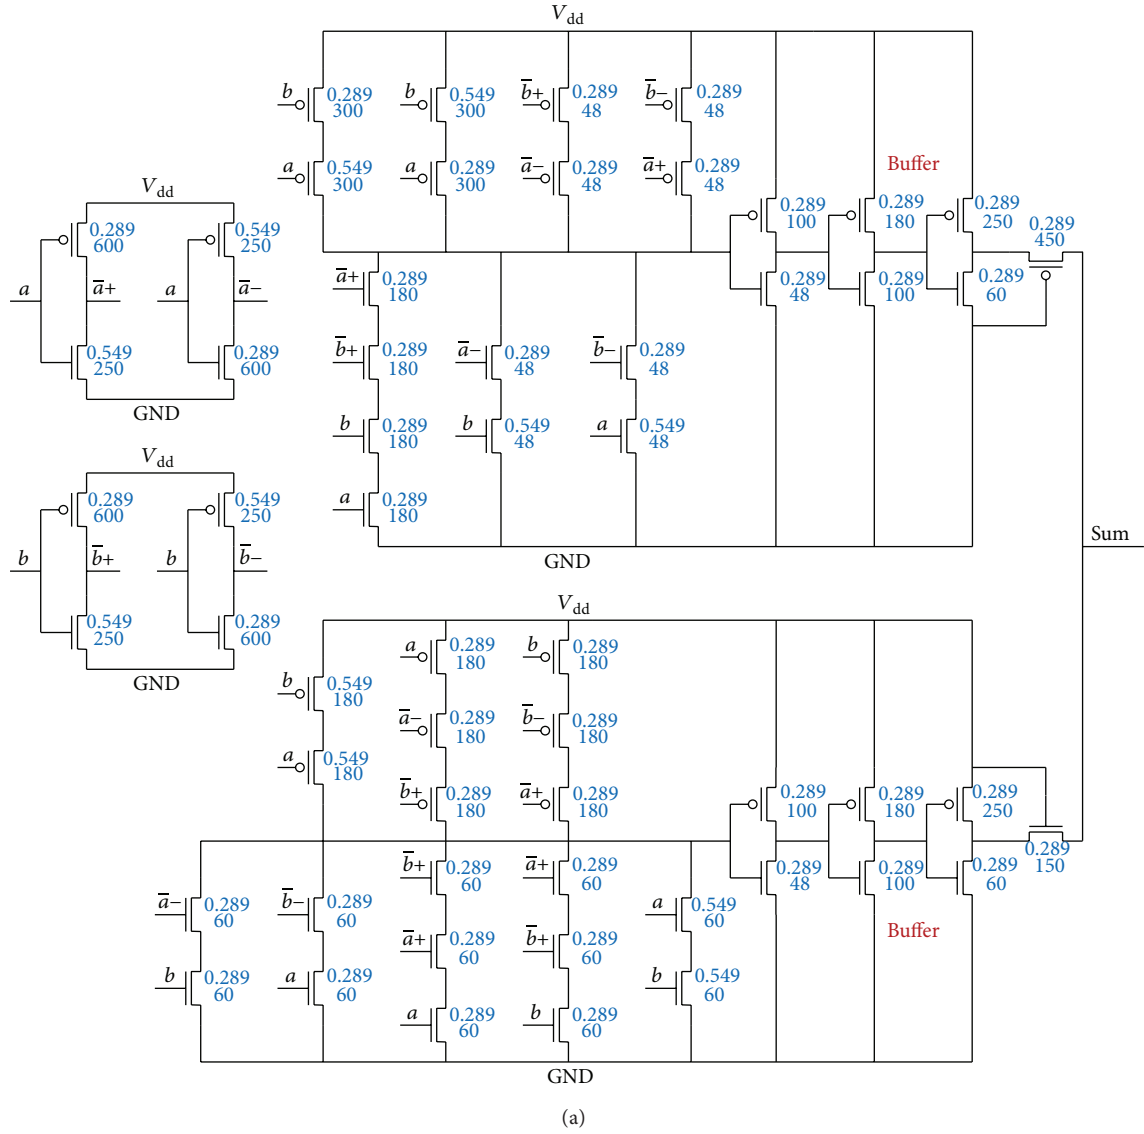 V_dd
b̅+
b̅−
b 0.289
300
b 0.549
300
0.289
48
0.289
48
a 0.549
300
a 0.289
300
a̅− 0.289
48
a̅+ 0.289
48
Buffer
0.289
100
0.289
180
0.289
250
0.289
450
0.289
48
0.289
100
0.289
60
V_dd
0.289
600
0.549
250
a a̅+ a a̅−
0.549
250
0.289
600
GND
a̅+ 0.289
180
b̅+ 0.289
180
a̅− 0.289
48
b̅− 0.289
48
b 0.289
180
b 0.549
48
a 0.549
48
a 0.289
180
GND
Sum
V_dd
0.289
600
0.549
250
b b̅+ b b̅−
0.549
250
0.289
600
GND
V_dd
a 0.289
180
b 0.289
180
b 0.549
180
a̅− 0.289
180
b̅− 0.289
180
a 0.549
180
b̅+ 0.289
180
a̅+ 0.289
180
0.289
100
0.289
180
0.289
250
0.289
150
b̅+ 0.289
60
a̅+ 0.289
60
0.289
48
0.289
100
0.289
60
a̅− 0.289
60
b̅− 0.289
60
a̅+ 0.289
60
b̅+ 0.289
60
a 0.549
60
Buffer
b 0.289
60
a 0.289
60
a 0.289
60
b 0.289
60
b 0.549
60
GND
(a)